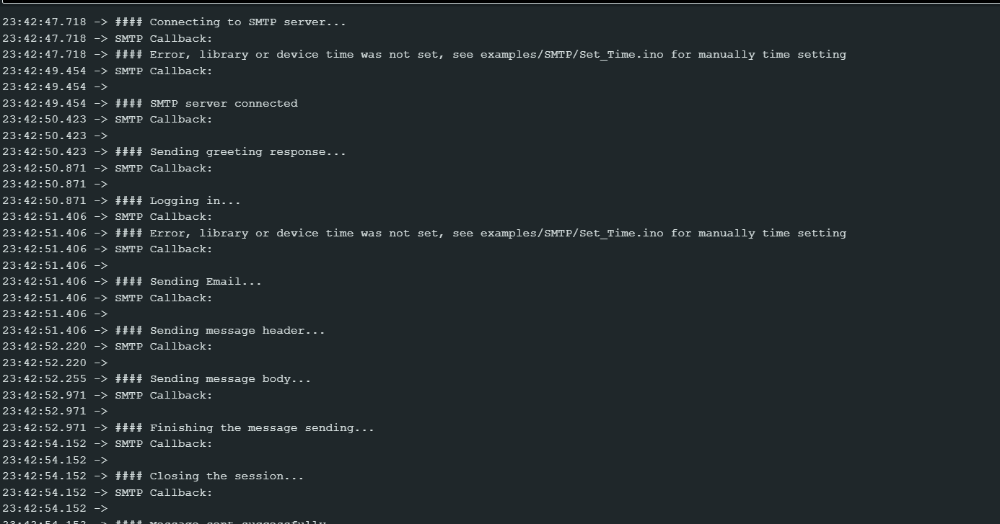 23:42:47.718 -> #### Connecting to SMTP server...
23:42:47.718 -> SMTP Callback:
23:42:47.718 -> #### Error, library or device time was not set, see examples/SMTP/Set_Time.ino for manually time setting
23:42:49.454 -> SMTP Callback:
23:42:49.454 ->
23:42:49.454 -> #### SMTP server connected
23:42:50.423 -> SMTP Callback:
23:42:50.423 ->
23:42:50.423 -> #### Sending greeting response...
23:42:50.871 -> SMTP Callback:
23:42:50.871 ->
23:42:50.871 -> #### Logging in...
23:42:51.406 -> SMTP Callback:
23:42:51.406 -> #### Error, library or device time was not set, see examples/SMTP/Set_Time.ino for manually time setting
23:42:51.406 -> SMTP Callback:
23:42:51.406 ->
23:42:51.406 -> #### Sending Email...
23:42:51.406 -> SMTP Callback:
23:42:51.406 ->
23:42:51.406 -> #### Sending message header...
23:42:52.220 -> SMTP Callback:
23:42:52.220 ->
23:42:52.255 -> #### Sending message body...
23:42:52.971 -> SMTP Callback:
23:42:52.971 ->
23:42:52.971 -> #### Finishing the message sending...
23:42:54.152 -> SMTP Callback:
23:42:54.152 ->
23:42:54.152 -> #### Closing the session...
23:42:54.152 -> SMTP Callback:
23:42:54.152 ->
-> #### Message sent successfully